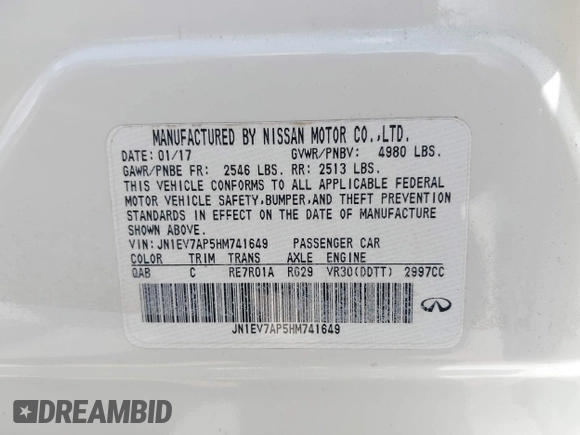 MANUFACTURED BY NISSAN MOTOR CO.,LTD.
DATE: 01/17 GVWR/PNBV: 4980 LBS.
GAWR/PNBE FR: 2546 LBS. RR: 2513 LBS.
THIS VEHICLE CONFORMS TO ALL APPLICABLE FEDERAL
MOTOR VEHICLE SAFETY,BUMPER,AND THEFT PREVENTION
STANDARDS IN EFFECT ON THE DATE OF MANUFACTURE
SHOWN ABOVE.
VIN: JN1EV7AP5HM741649 PASSENGER CAR
COLOR TRIM TRANS AXLE ENGINE
QAB C RE7R01A RG29 VR30(DDTT) 2997CC
JN1EV7AP5HM741649
DREAMBID